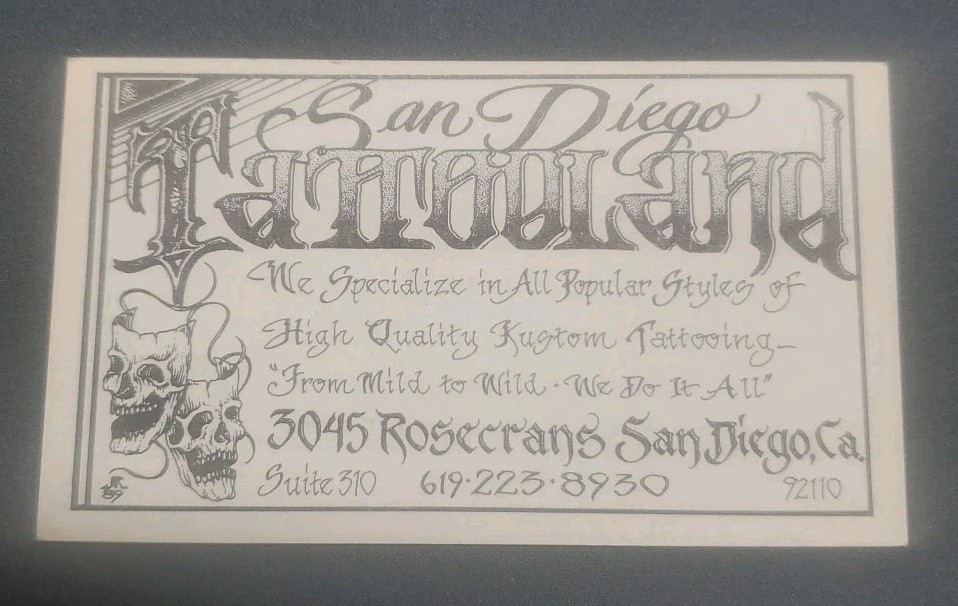 San Diego
Tattooland
We Specialize in All Popular Styles of
High Quality Kustom Tattooing—
"From Mild to Wild · We Do It All"
3045 Rosecrans San Diego, Ca.
Suite 310 619·223·8930 92110
89